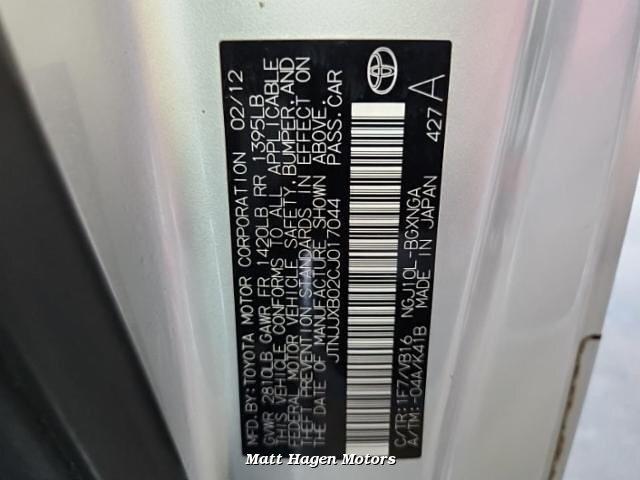 MFD.BY:TOYOTA MOTOR CORPORATION 02/12
GVWR 2810LB GAWR FR 1420LB RR 1395LB
THIS VEHICLE CONFORMS TO ALL APPLICABLE
FEDERAL MOTOR VEHICLE SAFETY,BUMPER,AND
THEFT PREVENTION STANDARDS IN EFFECT ON
THE DATE OF MANUFACTURE SHOWN ABOVE.
JTNJJXB02CJ017044 PASS.CAR
C/TR:1F7/VB16 NGJ10L-BGXNGA
A/TM:-04A/K41B MADE IN JAPAN 427A
Matt Hagen Motors